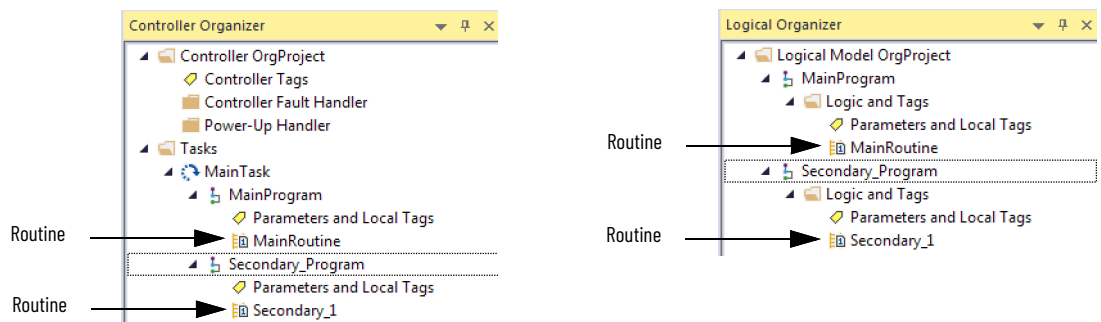 Controller Organizer
Controller OrgProject
Controller Tags
Controller Fault Handler
Power-Up Handler
Tasks
MainTask
MainProgram
Parameters and Local Tags
Routine
MainRoutine
Secondary_Program
Parameters and Local Tags
Routine
Secondary_1
Logical Organizer
Logical Model OrgProject
MainProgram
Logic and Tags
Parameters and Local Tags
Routine
MainRoutine
Secondary_Program
Logic and Tags
Parameters and Local Tags
Routine
Secondary_1